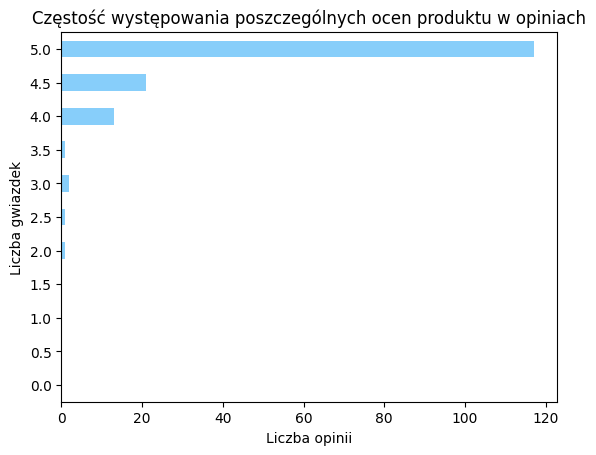 Częstość występowania poszczególnych ocen produktu w opiniach
5.0
4.5
4.0
3.5
3.0
2.5
2.0
1.5
1.0
0.5
0.0
Liczba gwiazdek
0 20 40 60 80 100 120
Liczba opinii